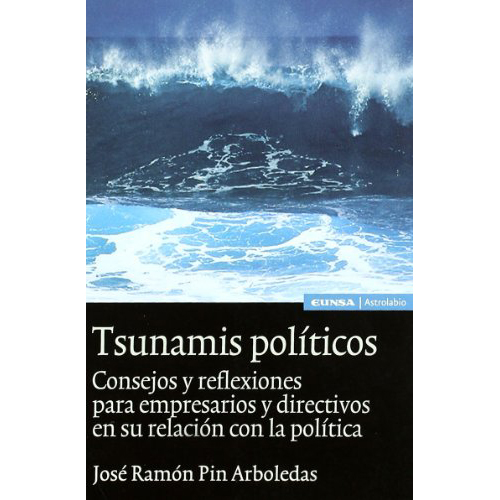 EUNSA | Astrolabio
Tsunamis políticos
Consejos y reflexiones
para empresarios y directivos
en su relación con la política
José Ramón Pin Arboledas